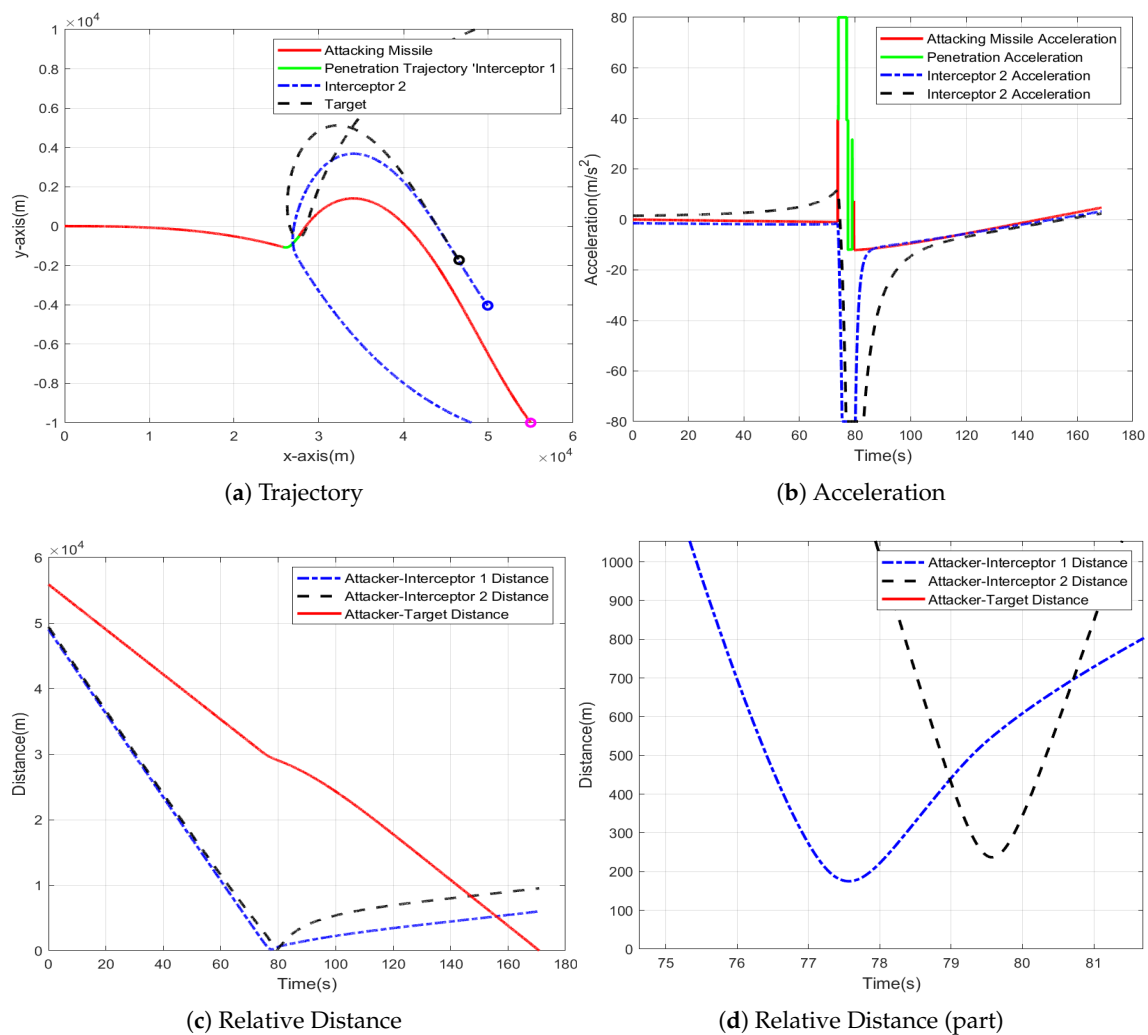 ×10⁴
1
0.8
0.6
0.4
0.2
0
-0.2
-0.4
-0.6
-0.8
-1
y-axis(m)
Attacking Missile
Penetration Trajectory 'Interceptor 1
Interceptor 2
Target
0
1
2
3
4
5
6
x-axis(m)
×10⁴
(a) Trajectory
80
60
40
20
0
-20
-40
-60
-80
Acceleration(m/s²)
Attacking Missile Acceleration
Penetration Acceleration
Interceptor 2 Acceleration
Interceptor 2 Acceleration
0
20
40
60
80
100
120
140
160
180
Time(s)
(b) Acceleration
×10⁴
6
5
4
3
2
1
0
Distance(m)
Attacker-Interceptor 1 Distance
Attacker-Interceptor 2 Distance
Attacker-Target Distance
0
20
40
60
80
100
120
140
160
180
Time(s)
(c) Relative Distance
1000
900
800
700
600
500
400
300
200
100
0
Distance(m)
Attacker-Interceptor 1 Distance
Attacker-Interceptor 2 Distance
Attacker-Target Distance
75
76
77
78
79
80
81
Time(s)
(d) Relative Distance (part)